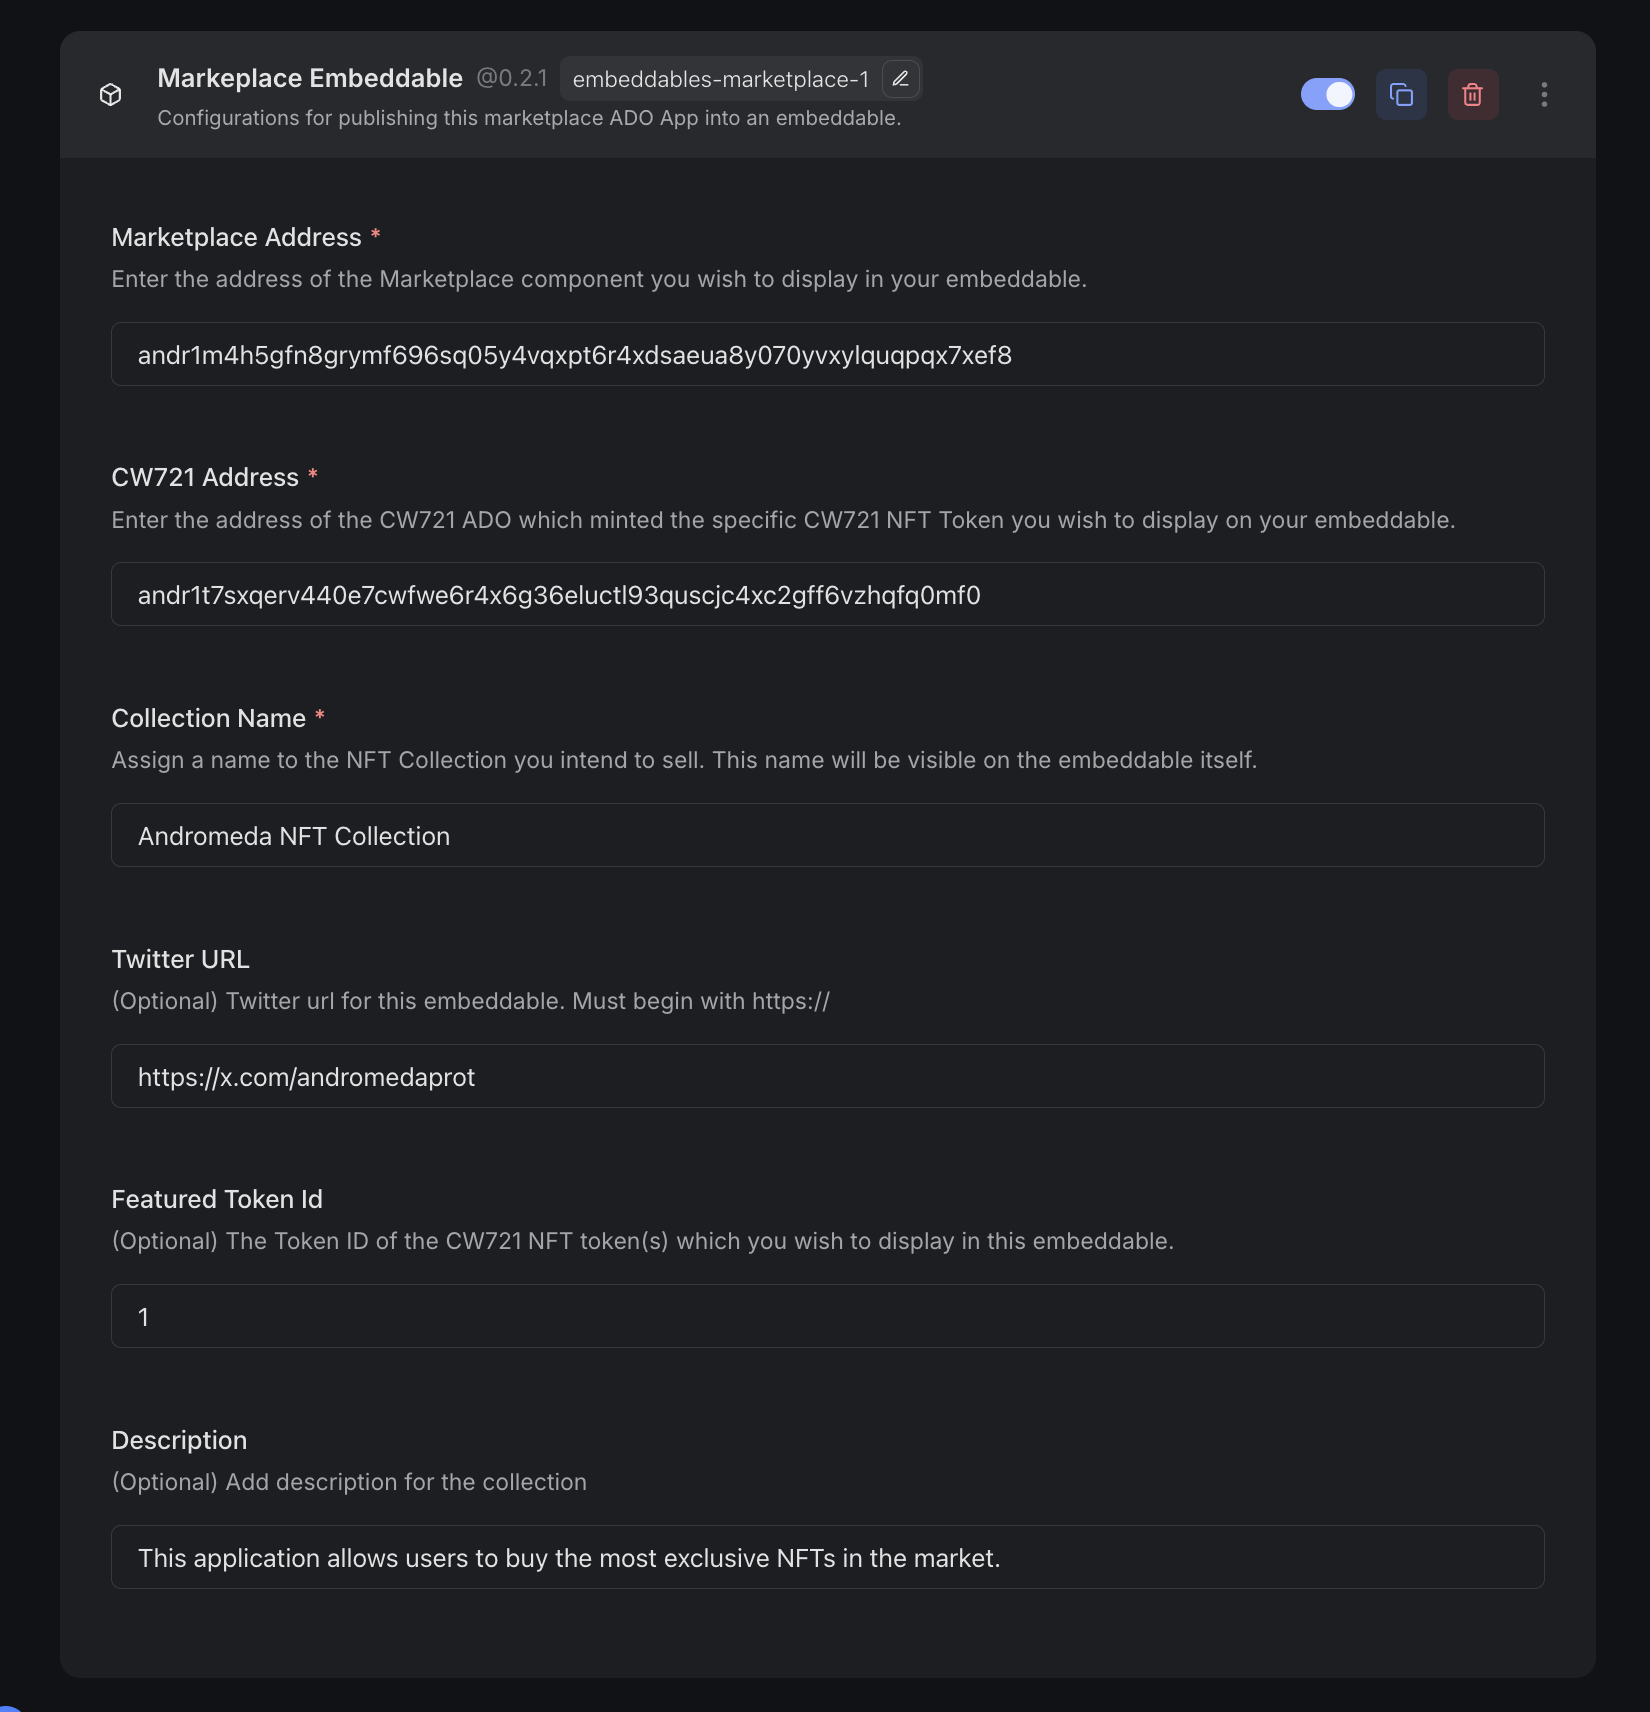 Markeplace Embeddable @0.2.1 embeddables-marketplace-1
Configurations for publishing this marketplace ADO App into an embeddable.
Marketplace Address *
Enter the address of the Marketplace component you wish to display in your embeddable.
andr1m4h5gfn8grymf696sq05y4vqxpt6r4xdsaeua8y070yvxylquqpqx7xef8
CW721 Address *
Enter the address of the CW721 ADO which minted the specific CW721 NFT Token you wish to display on your embeddable.
andr1t7sxqerv440e7cwfwe6r4x6g36eluctl93quscjc4xc2gff6vzhqfq0mf0
Collection Name *
Assign a name to the NFT Collection you intend to sell. This name will be visible on the embeddable itself.
Andromeda NFT Collection
Twitter URL
(Optional) Twitter url for this embeddable. Must begin with https://
https://x.com/andromedaprot
Featured Token Id
(Optional) The Token ID of the CW721 NFT token(s) which you wish to display in this embeddable.
1
Description
(Optional) Add description for the collection
This application allows users to buy the most exclusive NFTs in the market.